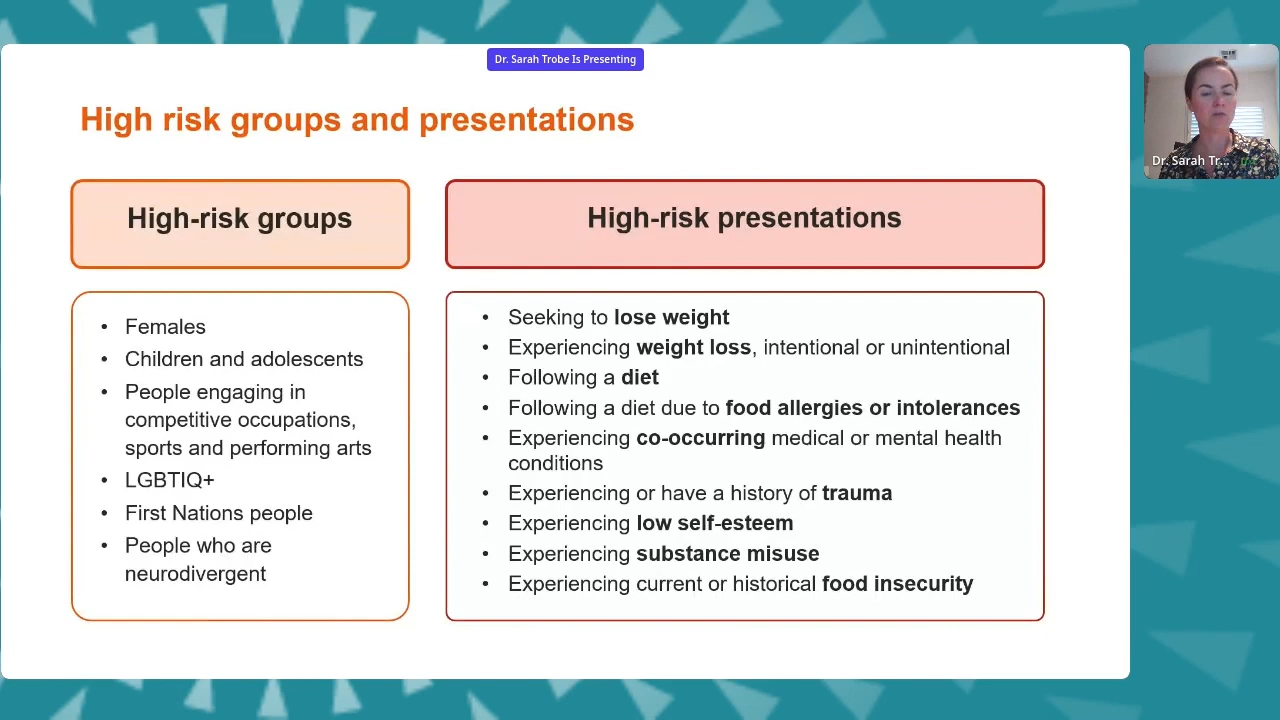 Dr. Sarah Trobe Is Presenting
High risk groups and presentations
High-risk groups
High-risk presentations
• Females
• Children and adolescents
• People engaging in
competitive occupations,
sports and performing arts
• LGBTIQ+
• First Nations people
• People who are
neurodivergent
• Seeking to lose weight
• Experiencing weight loss, intentional or unintentional
• Following a diet
• Following a diet due to food allergies or intolerances
• Experiencing co-occurring medical or mental health
conditions
• Experiencing or have a history of trauma
• Experiencing low self-esteem
• Experiencing substance misuse
• Experiencing current or historical food insecurity
Dr. Sarah Tr...